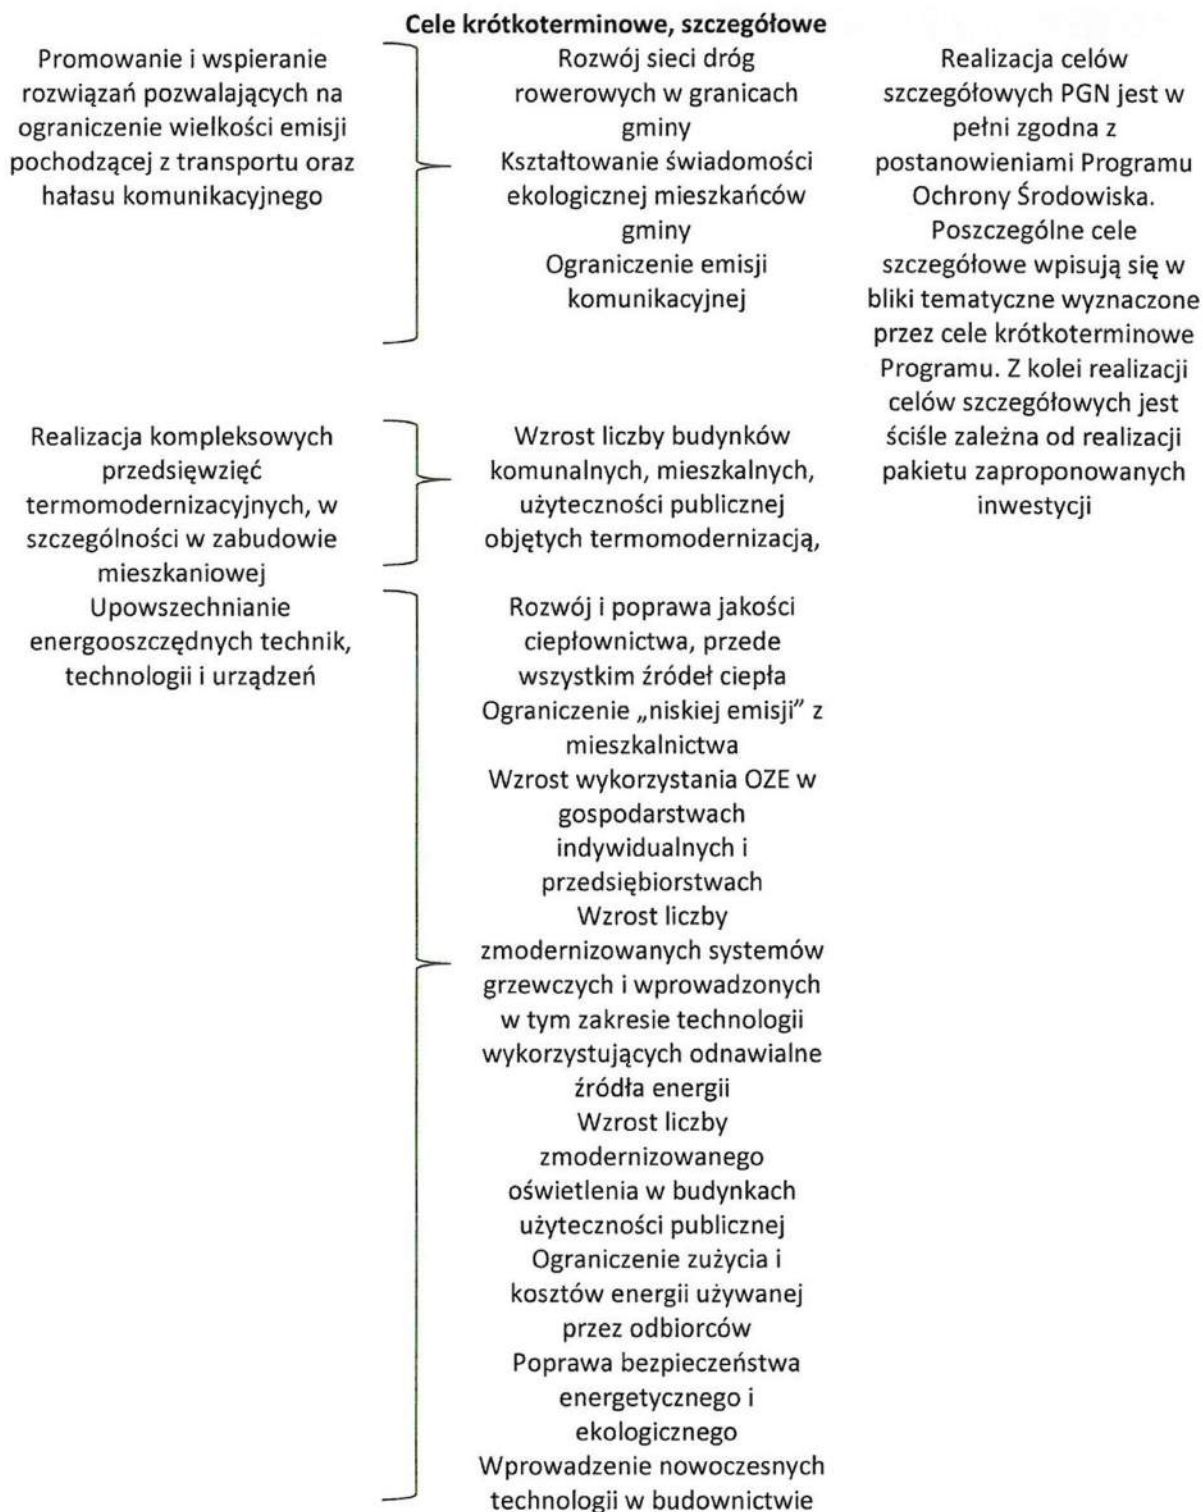 Cele krótkoterminowe, szczegółowe
Promowanie i wspieranie
rozwiązań pozwalających na
ograniczenie wielkości emisji
pochodzącej z transportu oraz
hałasu komunikacyjnego
Rozwój sieci dróg
rowerowych w granicach
gminy
Kształtowanie świadomości
ekologicznej mieszkańców
gminy
Ograniczenie emisji
komunikacyjnej
Realizacja celów
szczegółowych PGN jest w
pełni zgodna z
postanowieniami Programu
Ochrony Środowiska.
Poszczególne cele
szczegółowe wpisują się w
bliki tematyczne wyznaczone
przez cele krótkoterminowe
Programu. Z kolei realizacji
celów szczegółowych jest
ściśle zależna od realizacji
pakietu zaproponowanych
inwestycji
Realizacja kompleksowych
przedsięwzięć
termomodernizacyjnych, w
szczególności w zabudowie
mieszkaniowej
Wzrost liczby budynków
komunalnych, mieszkalnych,
użyteczności publicznej
objętych termomodernizacją,
Upowszechnianie
energooszczędnych technik,
technologii i urządzeń
Rozwój i poprawa jakości
ciepłownictwa, przede
wszystkim źródeł ciepła
Ograniczenie „niskiej emisji” z
mieszkalnictwa
Wzrost wykorzystania OZE w
gospodarstwach
indywidualnych i
przedsiębiorstwach
Wzrost liczby
zmodernizowanych systemów
grzewczych i wprowadzonych
w tym zakresie technologii
wykorzystujących odnawialne
źródła energii
Wzrost liczby
zmodernizowanego
oświetlenia w budynkach
użyteczności publicznej
Ograniczenie zużycia i
kosztów energii używanej
przez odbiorców
Poprawa bezpieczeństwa
energetycznego i
ekologicznego
Wprowadzenie nowoczesnych
technologii w budownictwie